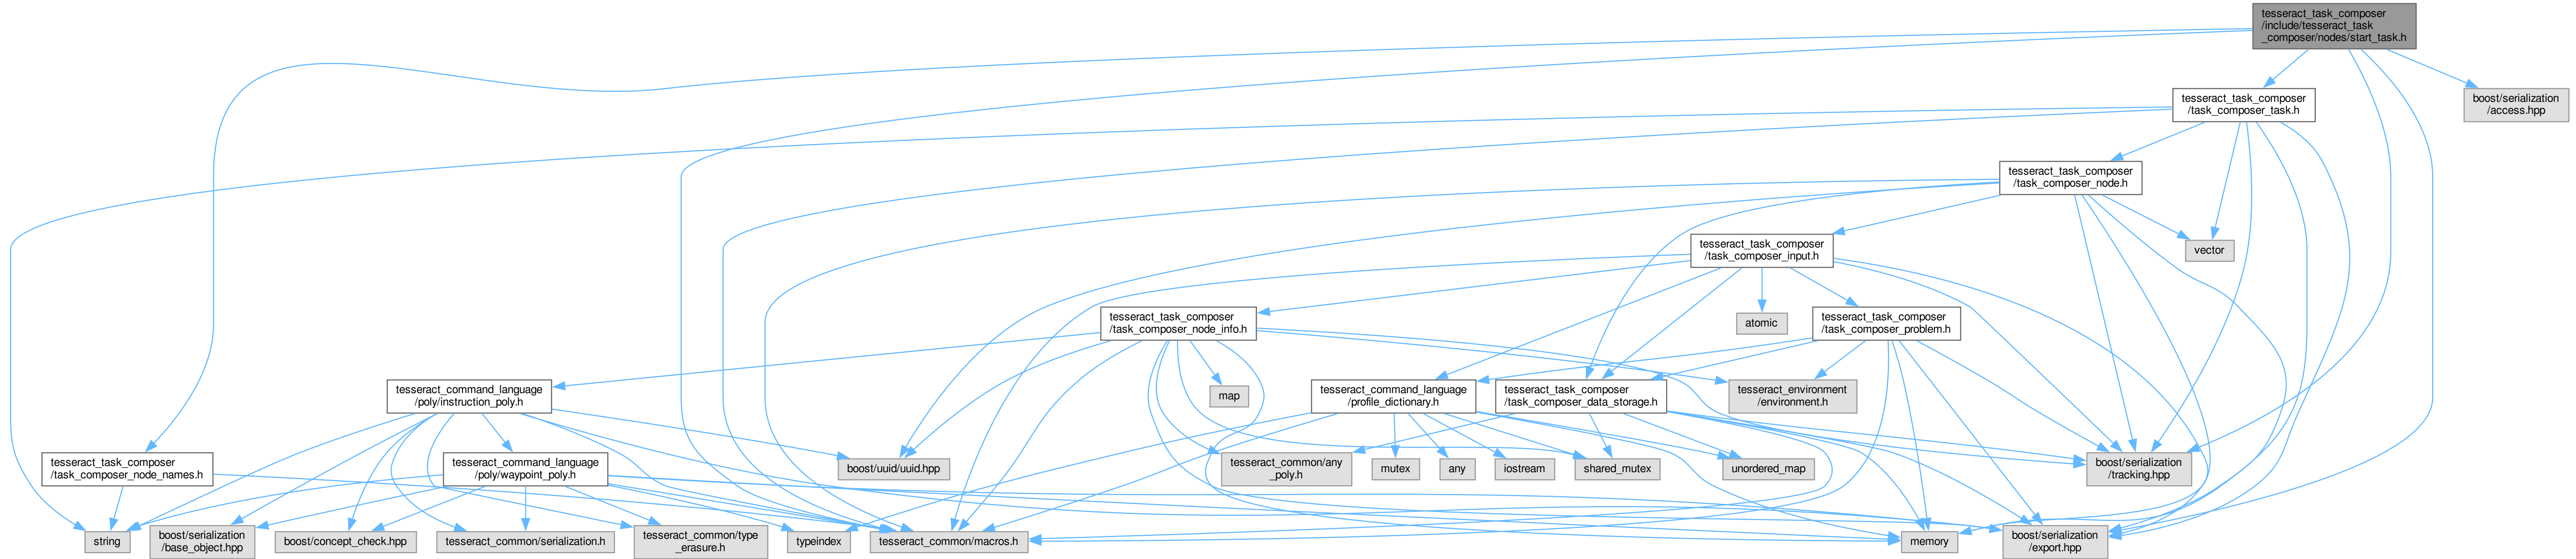 tesseract_task_composer
/include/tesseract_task
_composer/nodes/start_task.h
tesseract_task_composer
/task_composer_task.h
boost/serialization
/access.hpp
tesseract_task_composer
/task_composer_node.h
tesseract_task_composer
/task_composer_input.h
vector
tesseract_task_composer
/task_composer_node_info.h
atomic
tesseract_task_composer
/task_composer_problem.h
tesseract_command_language
/poly/instruction_poly.h
map
tesseract_command_language
/profile_dictionary.h
tesseract_task_composer
/task_composer_data_storage.h
tesseract_environment
/environment.h
tesseract_task_composer
/task_composer_node_names.h
tesseract_command_language
/poly/waypoint_poly.h
boost/uuid/uuid.hpp
tesseract_common/any
_poly.h
mutex
any
iostream
shared_mutex
unordered_map
boost/serialization
/tracking.hpp
string
boost/serialization
/base_object.hpp
boost/concept_check.hpp
tesseract_common/serialization.h
tesseract_common/type
_erasure.h
typeindex
tesseract_common/macros.h
memory
boost/serialization
/export.hpp